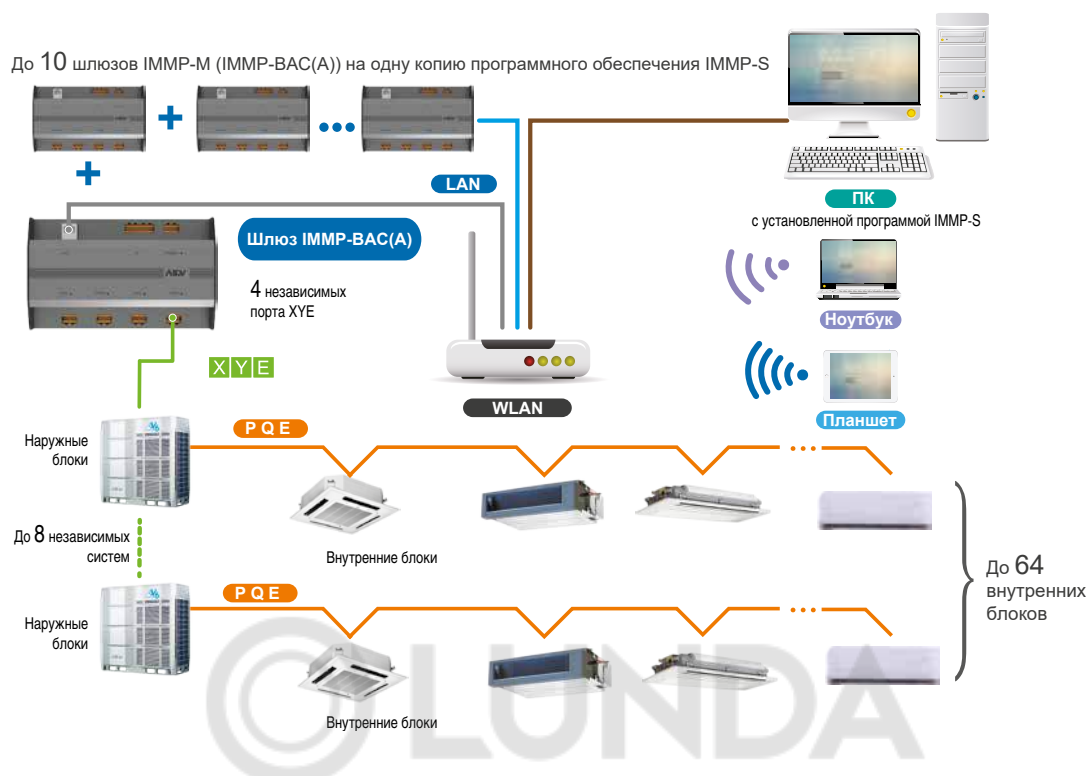 До 10 шлюзов IMMP-M (IMMP-BAC(A)) на одну копию программного обеспечения IMMP-S
LAN
ПК
с установленной программой IMMP-S
Шлюз IMMP-BAC(A)
4 независимых
порта XYE
Ноутбук
X Y E
WLAN
Планшет
Наружные
блоки
P Q E
До 8 независимых
систем
Внутренние блоки
До 64
внутренних
блоков
P Q E
Наружные
блоки
Внутренние блоки
LUNDA